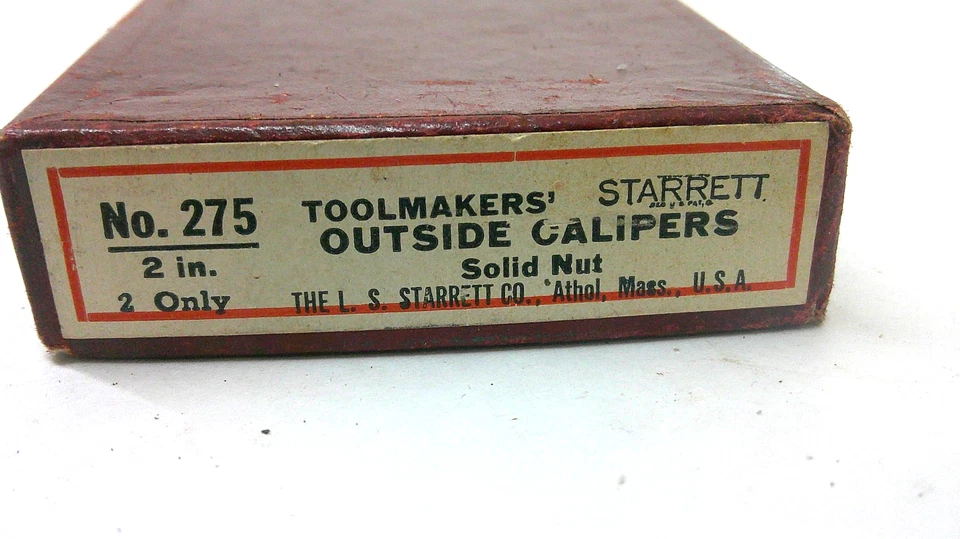 No. 275
2 in.
2 Only
STARRETT
TOOLMAKERS'
OUTSIDE CALIPERS
Solid Nut
THE L. S. STARRETT CO., Athol, Mass., U.S.A.